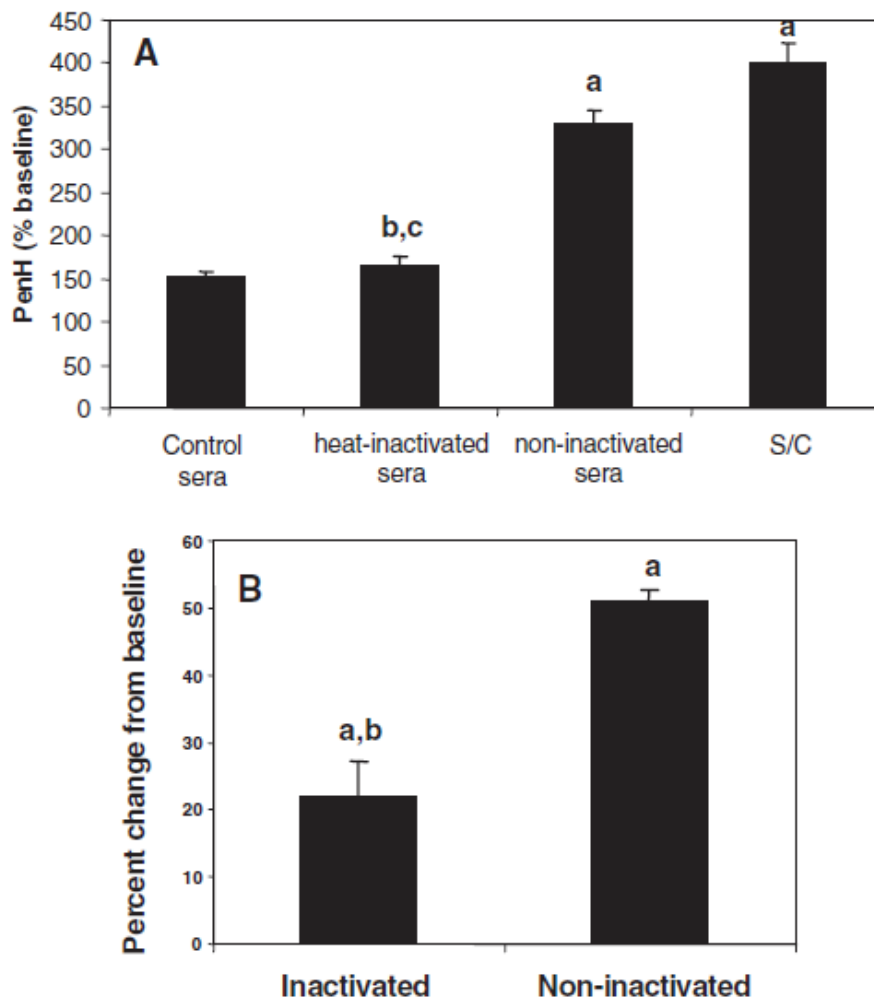 A
PenH (% baseline)
450
400
350
300
250
200
150
100
50
0
b,c
a
a
Control
sera
heat-inactivated
sera
non-inactivated
sera
S/C
B
Percent change from baseline
60
50
40
30
20
10
0
a,b
a
Inactivated
Non-inactivated